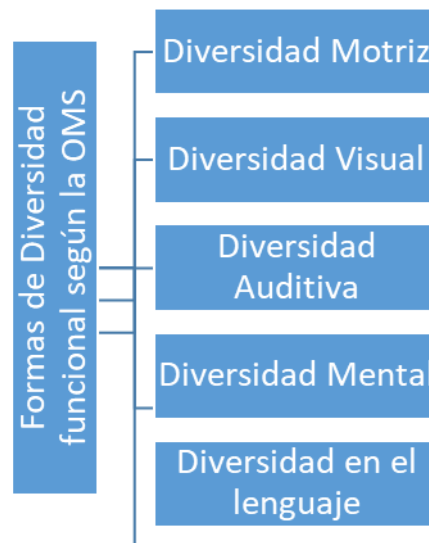 Formas de Diversidad
funcional según la OMS
Diversidad Motriz
Diversidad Visual
Diversidad
Auditiva
Diversidad Mental
Diversidad en el
lenguaje